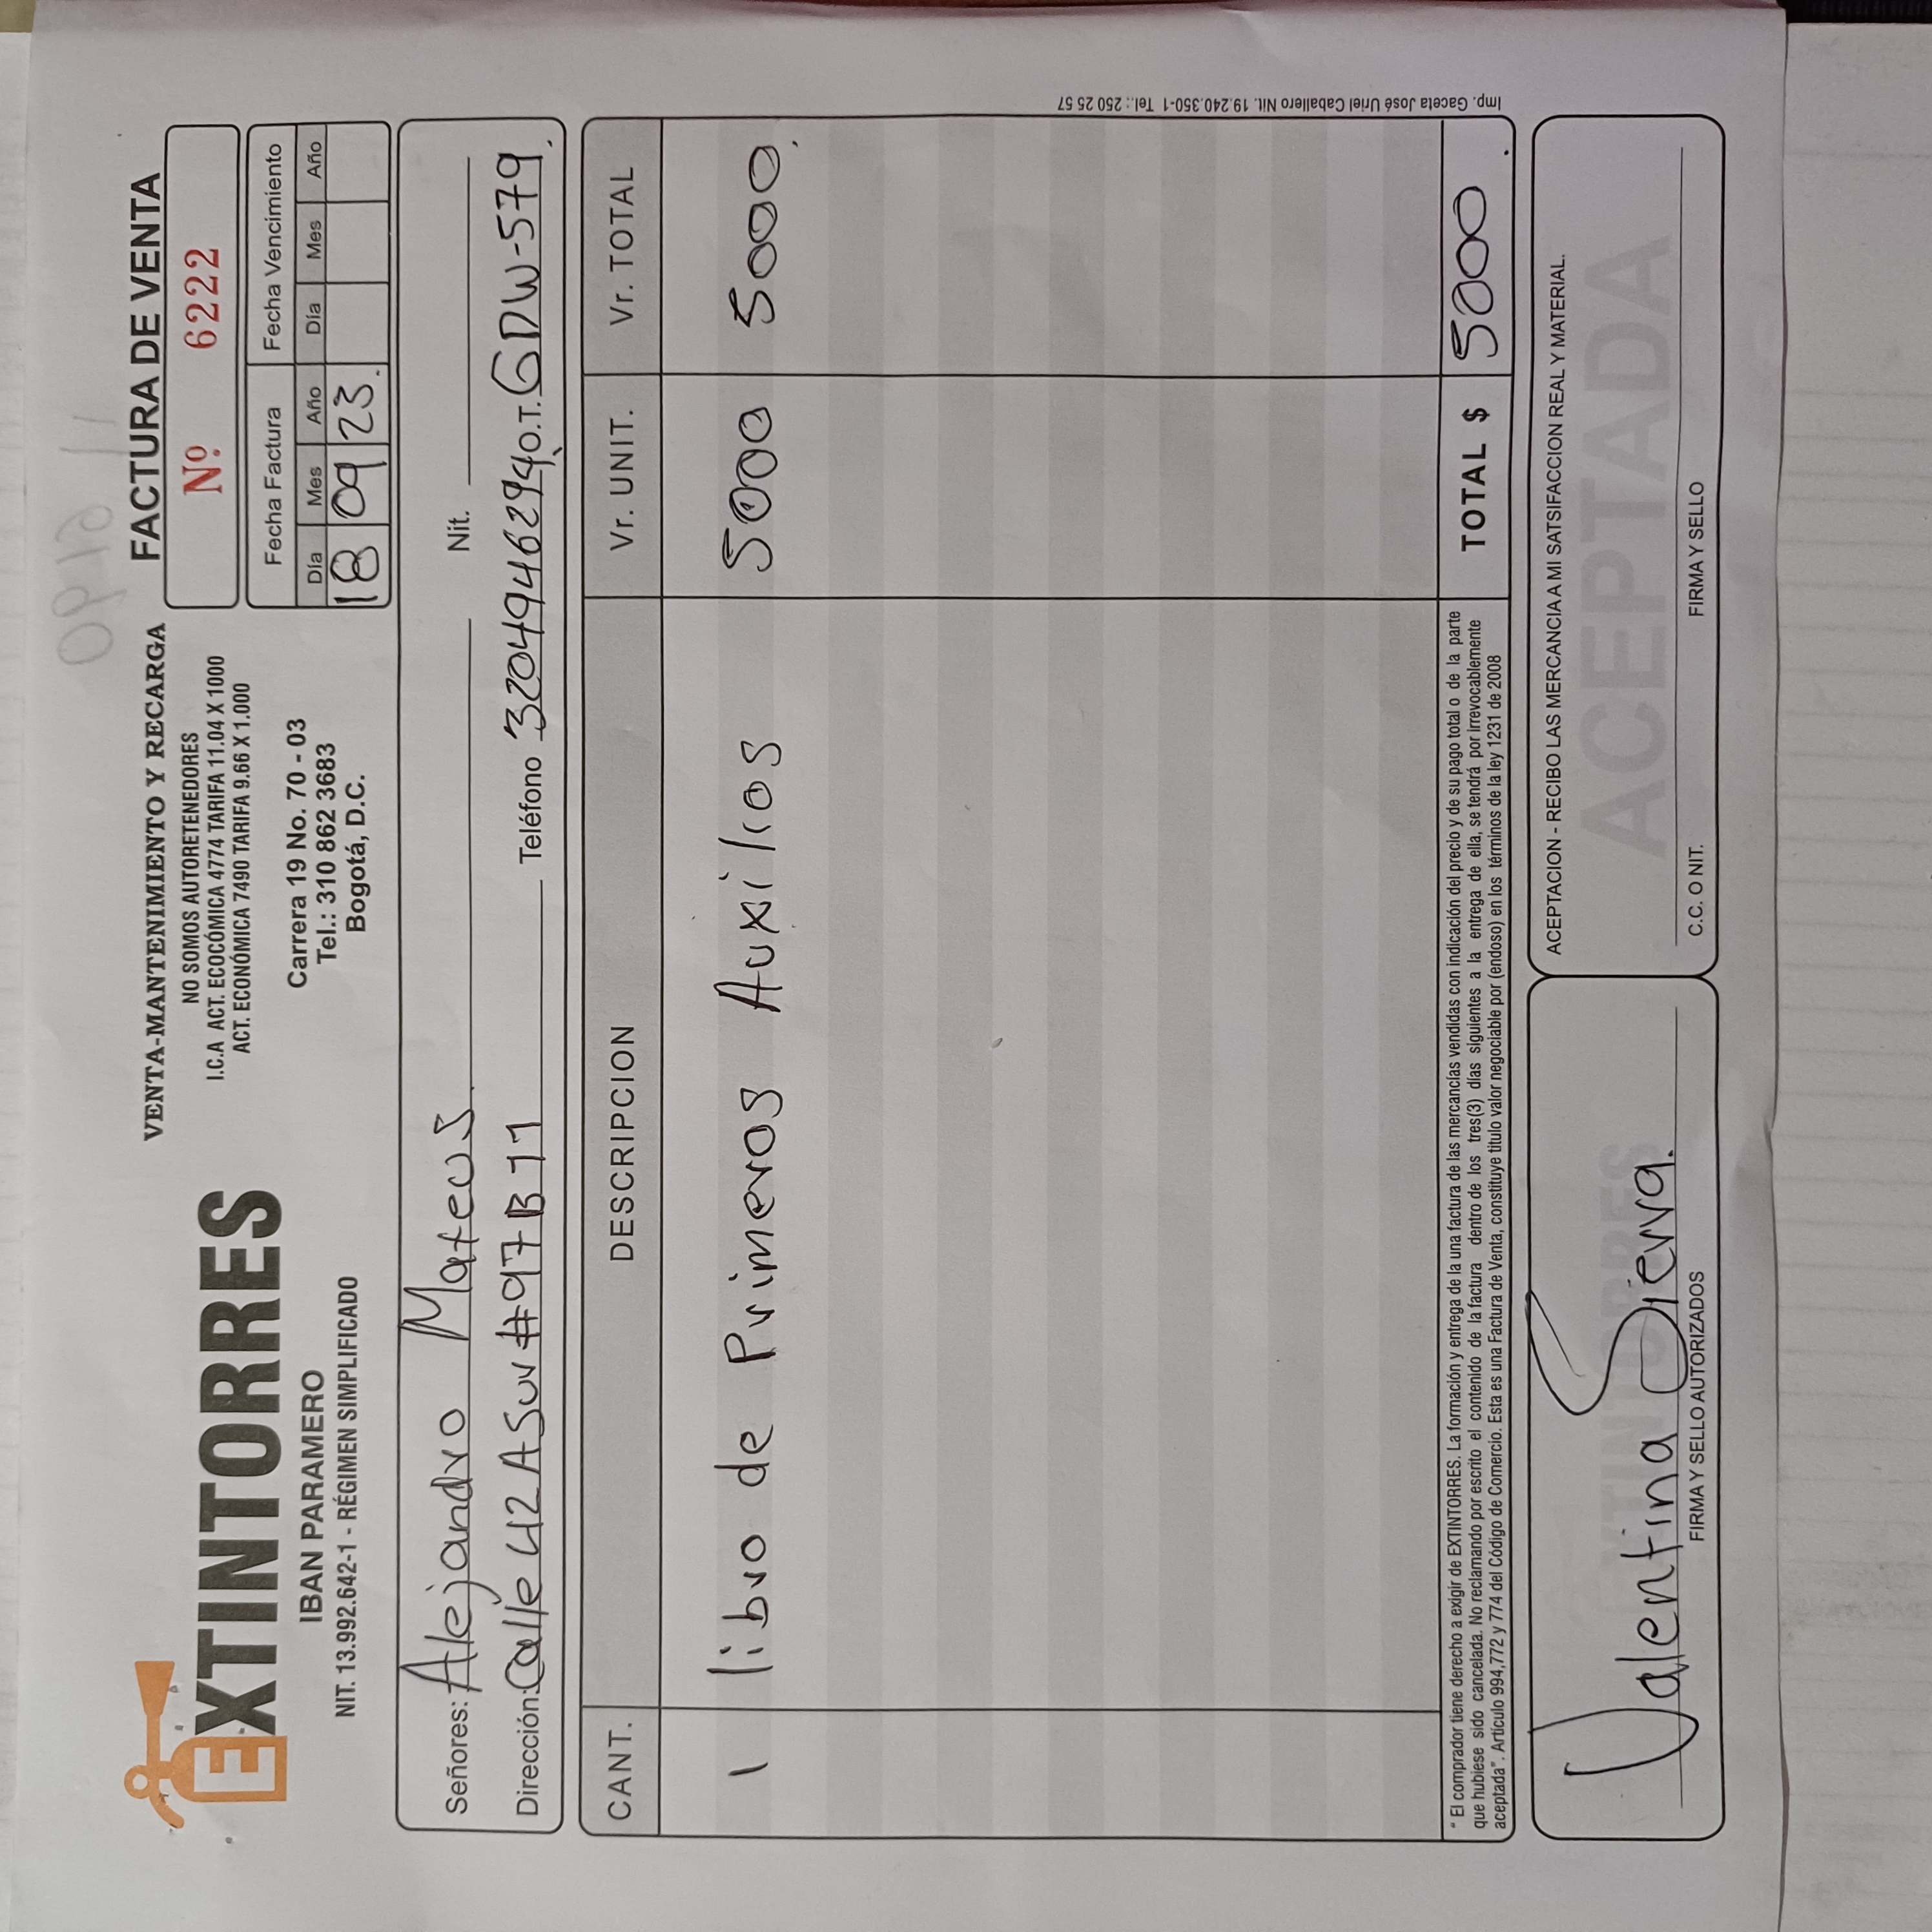 EXTINTORRES
IBAN PARAMERO
NIT. 13.992.642-1 - RÉGIMEN SIMPLIFICADO
VENTA-MANTENIMIENTO Y RECARGA
NO SOMOS AUTORETENEDORES
I.C.A ACT. ECOCÓMICA 4774 TARIFA 11.04 X 1000
ACT. ECONÓMICA 7490 TARIFA 9.66 X 1.000
Carrera 19 No. 70 - 03
Tel.: 310 862 3683
Bogotá, D.C.
FACTURA DE VENTA
Nº 6222
Fecha Factura Fecha Vencimiento
Día Mes Año Día Mes Año
18 09 23.
Señores: Alejandro Mateus. Nit.
Dirección: Calle 42 A Sur # 97 B 11 Teléfono 3204946294 O.T. GDW-579.
CANT. DESCRIPCION Vr. UNIT. Vr. TOTAL
1 libro de Primeros Auxilios 5000 5000.
" El comprador tiene derecho a exigir de EXTINTORRES. La formación y entrega de la una factura de las mercancías vendidas con indicación del precio y de su pago total o de la parte
que hubiese sido cancelada. No reclamando por escrito el contenido de la factura dentro de los tres(3) días siguientes a la entrega de ella, se tendrá por irrevocablemente
aceptada". Artículo 994,772 y 774 del Código de Comercio. Esta es una Factura de Venta, constituye título valor negociable por (endoso) en los términos de la ley 1231 de 2008
TOTAL $ 5000.
Valentina Sierra.
EXTINTORRES
FIRMA Y SELLO AUTORIZADOS
ACEPTACION - RECIBO LAS MERCANCIA A MI SATSIFACCION REAL Y MATERIAL.
ACEPTADA
C.C. O NIT. FIRMA Y SELLO
Imp. Gaceta José Uriel Caballero Nit. 19.240.350-1 Tel.: 250 25 57